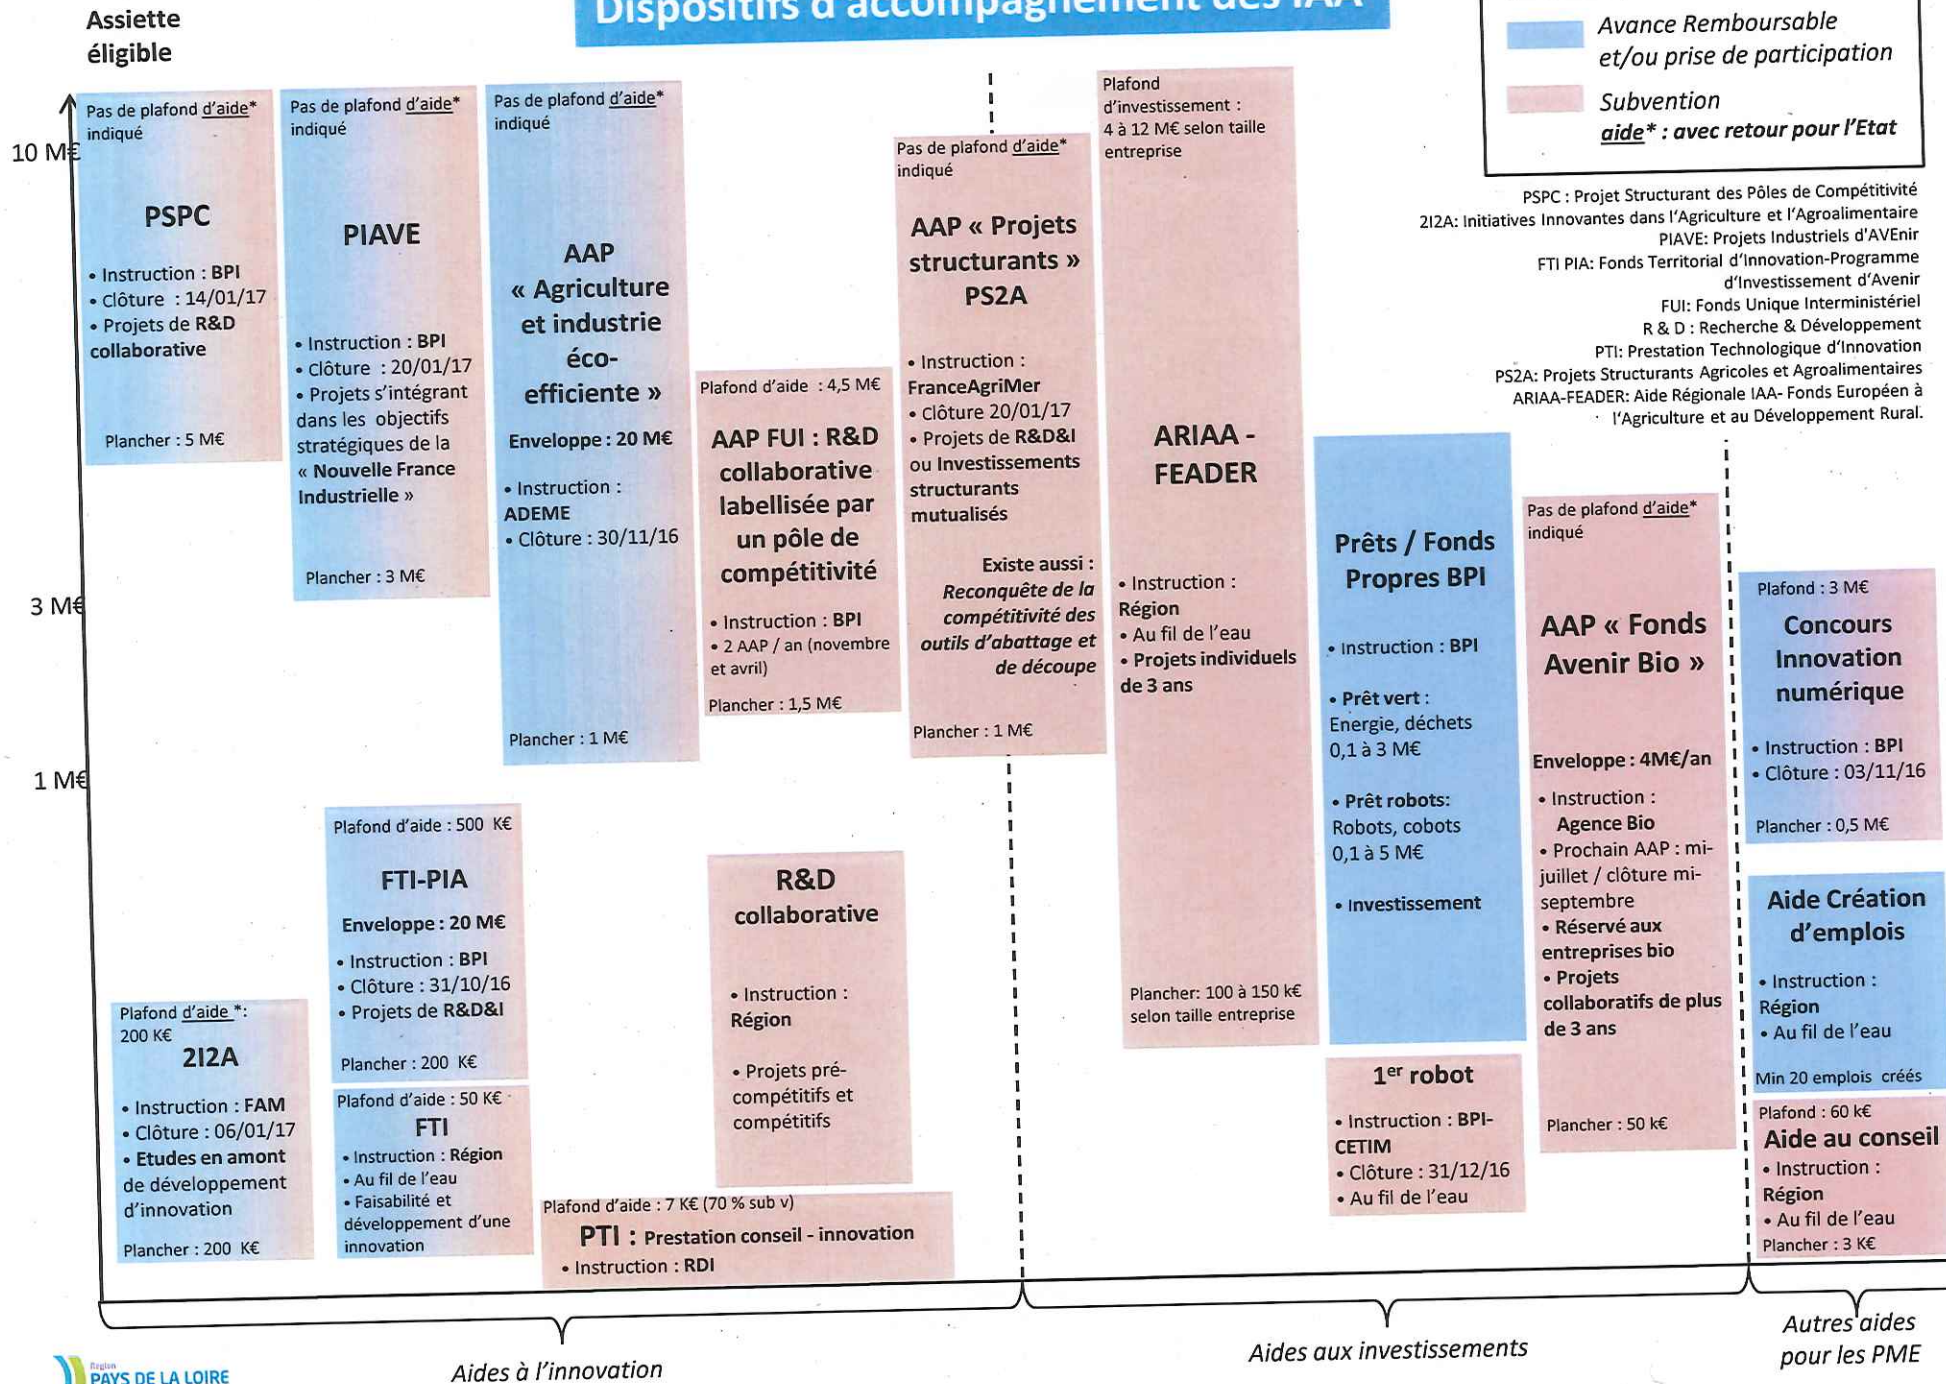 Dispositifs d'accompagnement des IAA
Assiette
éligible
Avance Remboursable
et/ou prise de participation
Subvention
aide* : avec retour pour l'Etat
PSPC : Projet Structurant des Pôles de Compétitivité
2I2A: Initiatives Innovantes dans l'Agriculture et l'Agroalimentaire
PIAVE: Projets Industriels d'AVEnir
FTI PIA: Fonds Territorial d'Innovation-Programme
d'Investissement d'Avenir
FUI: Fonds Unique Interministériel
R & D : Recherche & Développement
PTI: Prestation Technologique d'Innovation
PS2A: Projets Structurants Agricoles et Agroalimentaires
ARIAA-FEADER: Aide Régionale IAA- Fonds Européen à
l'Agriculture et au Développement Rural.
10 M€
3 M€
1 M€
Pas de plafond d'aide*
indiqué
PSPC
• Instruction : BPI
• Clôture : 14/01/17
• Projets de R&D
collaborative
Plancher : 5 M€
Pas de plafond d'aide*
indiqué
PIAVE
• Instruction : BPI
• Clôture : 20/01/17
• Projets s'intégrant
dans les objectifs
stratégiques de la
« Nouvelle France
Industrielle »
Plancher : 3 M€
Pas de plafond d'aide*
indiqué
AAP
« Agriculture
et industrie
éco-
efficiente »
Enveloppe : 20 M€
• Instruction :
ADEME
• Clôture : 30/11/16
Plancher : 1 M€
Plafond d'aide : 4,5 M€
AAP FUI : R&D
collaborative
labellisée par
un pôle de
compétitivité
• Instruction : BPI
• 2 AAP / an (novembre
et avril)
Plancher : 1,5 M€
Pas de plafond d'aide*
indiqué
AAP « Projets
structurants »
PS2A
• Instruction :
FranceAgriMer
• Clôture 20/01/17
• Projets de R&D&I
ou Investissements
structurants
mutualisés
Existe aussi :
Reconquête de la
compétitivité des
outils d'abattage et
de découpe
Plancher : 1 M€
Plafond
d'investissement :
4 à 12 M€ selon taille
entreprise
ARIAA -
FEADER
• Instruction :
Région
• Au fil de l'eau
• Projets individuels
de 3 ans
Plancher: 100 à 150 k€
selon taille entreprise
Prêts / Fonds
Propres BPI
• Instruction : BPI
• Prêt vert :
Energie, déchets
0,1 à 3 M€
• Prêt robots:
Robots, cobots
0,1 à 5 M€
• Investissement
Pas de plafond d'aide*
indiqué
AAP « Fonds
Avenir Bio »
Enveloppe : 4M€/an
• Instruction :
Agence Bio
• Prochain AAP : mi-
juillet / clôture mi-
septembre
• Réservé aux
entreprises bio
• Projets
collaboratifs de plus
de 3 ans
Plancher : 50 k€
Plafond : 3 M€
Concours
Innovation
numérique
• Instruction : BPI
• Clôture : 03/11/16
Plancher : 0,5 M€
Plafond d'aide *:
200 K€
2I2A
• Instruction : FAM
• Clôture : 06/01/17
• Etudes en amont
de développement
d'innovation
Plancher : 200 K€
Plafond d'aide : 500 K€
FTI-PIA
Enveloppe : 20 M€
• Instruction : BPI
• Clôture : 31/10/16
• Projets de R&D&I
Plancher : 200 K€
Plafond d'aide : 50 K€
FTI
• Instruction : Région
• Au fil de l'eau
• Faisabilité et
développement d'une
innovation
R&D
collaborative
• Instruction :
Région
• Projets pré-
compétitifs et
compétitifs
Plafond d'aide : 7 K€ (70 % sub v)
PTI : Prestation conseil - innovation
• Instruction : RDI
1er robot
• Instruction : BPI-
CETIM
• Clôture : 31/12/16
• Au fil de l'eau
Aide Création
d'emplois
• Instruction :
Région
• Au fil de l'eau
Min 20 emplois créés
Plafond : 60 k€
Aide au conseil
• Instruction :
Région
• Au fil de l'eau
Plancher : 3 K€
Aides à l'innovation
Aides aux investissements
Autres aides
pour les PME
Région
PAYS DE LA LOIRE